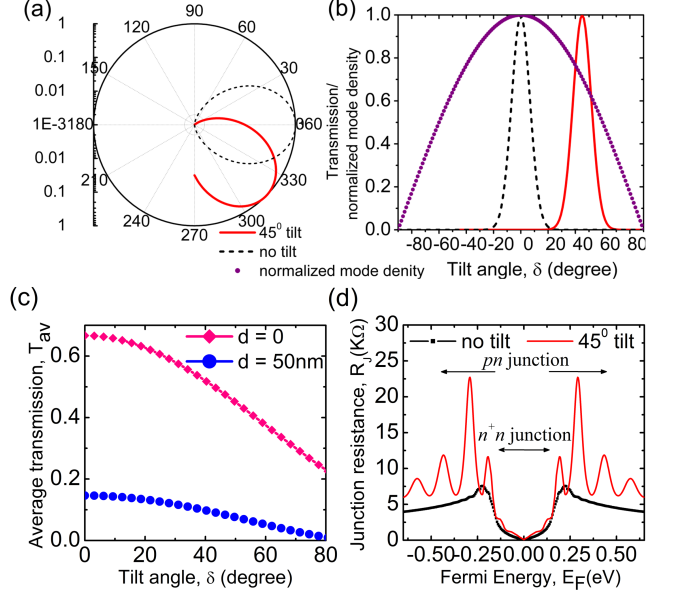 (a)
1
0.1
0.01
1E-3
0.01
0.1
1
90
120
60
150
30
180
0
360
210
330
240
300
270
45⁰ tilt
no tilt
normalized mode denity
(b)
Transmission/
normalized mode density
1.0
0.8
0.6
0.4
0.2
0.0
-80 -60 -40 -20 0 20 40 60 80
Tilt angle, δ (degree)
(c)
Average transmission, T_av
0.6
0.4
0.2
0.0
d = 0
d = 50nm
0 20 40 60 80
Tilt angle, δ (degree)
(d)
Junction resistance, R_J(KΩ)
30
25
20
15
10
5
0
no tilt 45⁰ tilt
pn junction
n⁺n junction
-0.50 -0.25 0.00 0.25 0.50
Fermi Energy, E_F(eV)